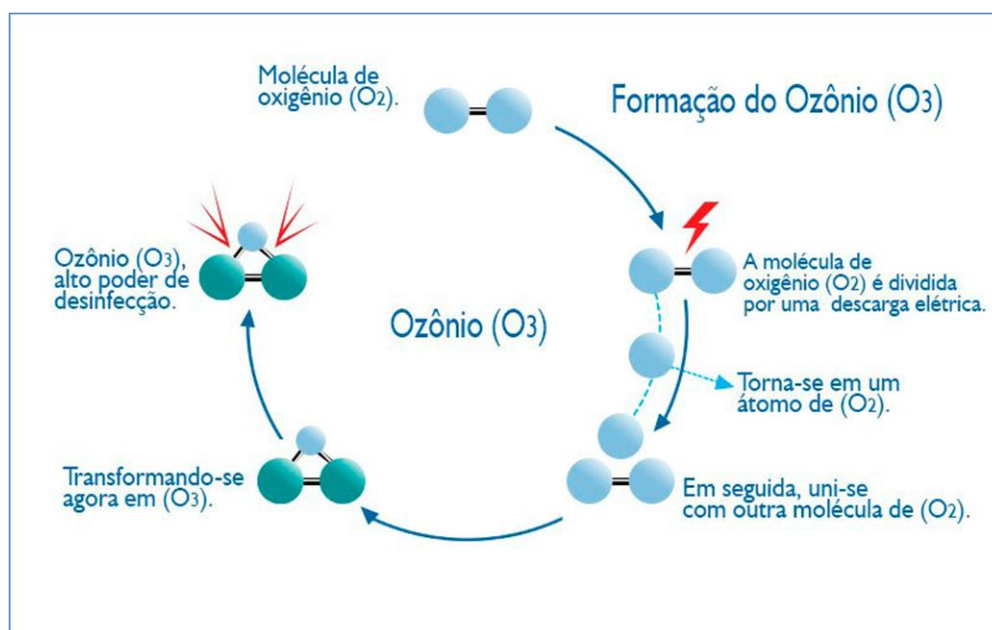 Molécula de
oxigênio (O2).
Formação do Ozônio (O3)
A molécula de
oxigênio (O2) é dividida
por uma descarga elétrica.
Ozônio (O3),
alto poder de
desinfecção.
Ozônio (O3)
Torna-se em um
átomo de (O2).
Transformando-se
agora em (O3).
Em seguida, uni-se
com outra molécula de (O2).